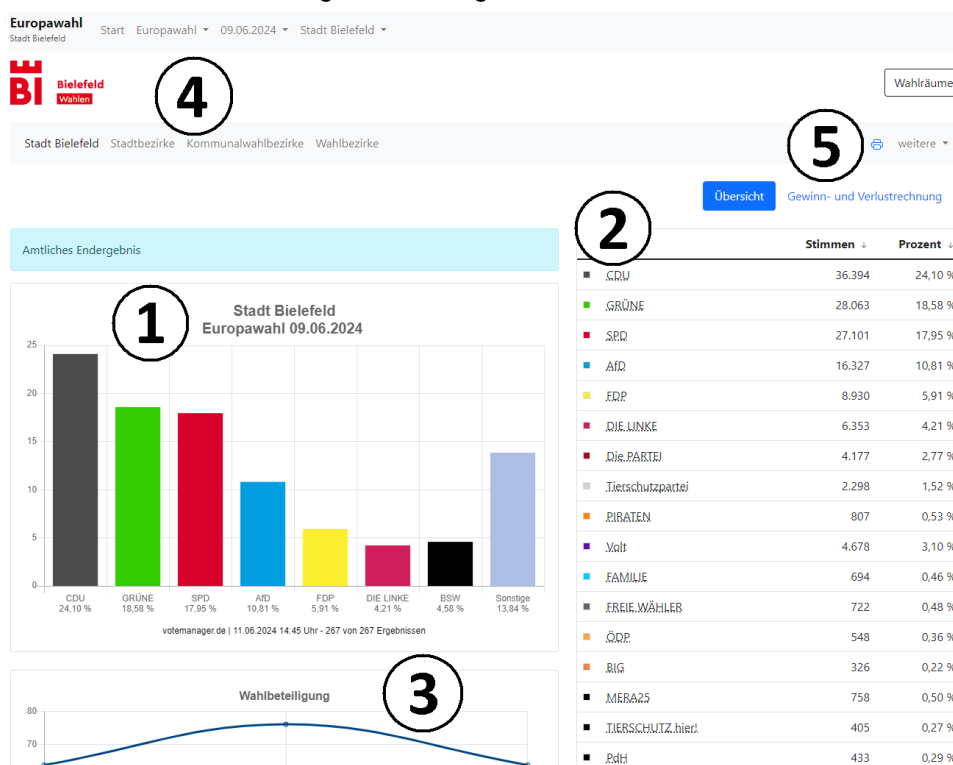 Europawahl
Stadt Bielefeld
Start Europawahl 09.06.2024 Stadt Bielefeld
BI Bielefeld
Wahlen
4
Wahlräume
Stadt Bielefeld Stadtbezirke Kommunalwahlbezirke Wahlbezirke
5
weitere
Übersicht Gewinn- und Verlustrechnung
Amtliches Endergebnis
1
Stadt Bielefeld
Europawahl 09.06.2024
25
20
15
10
5
0
CDU GRÜNE SPD AfD FDP DIE LINKE BSW Sonstige
24,10 % 18,58 % 17,95 % 10,81 % 5,91 % 4,21 % 4,58 % 13,84 %
votemanager.de | 11.06.2024 14:45 Uhr - 267 von 267 Ergebnissen
3
Wahlbeteiligung
80
70
2
Stimmen ↓ Prozent ↓
CDU 36.394 24,10 %
GRÜNE 28.063 18,58 %
SPD 27.101 17,95 %
AfD 16.327 10,81 %
FDP 8.930 5,91 %
DIE LINKE 6.353 4,21 %
Die PARTEI 4.177 2,77 %
Tierschutzpartei 2.298 1,52 %
PIRATEN 807 0,53 %
Volt 4.678 3,10 %
FAMILIE 694 0,46 %
FREIE WÄHLER 722 0,48 %
ÖDP 548 0,36 %
BIG 326 0,22 %
MERA25 758 0,50 %
TIERSCHUTZ hier! 405 0,27 %
PdH 433 0,29 %